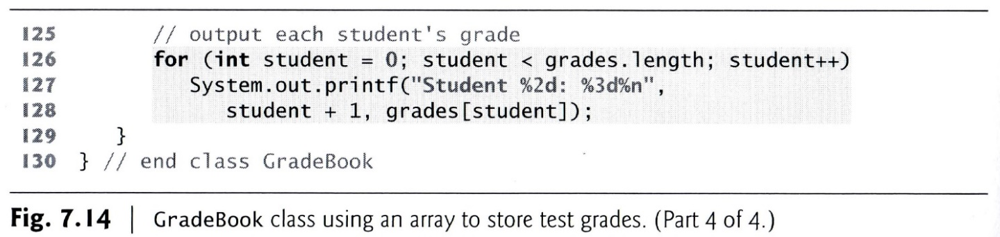 125 // output each student's grade
126 for (int student = 0; student < grades.length; student++)
127 System.out.printf("Student %2d: %3d%n",
128 student + 1, grades[student]);
129 }
130 } // end class GradeBook
Fig. 7.14 | GradeBook class using an array to store test grades. (Part 4 of 4.)